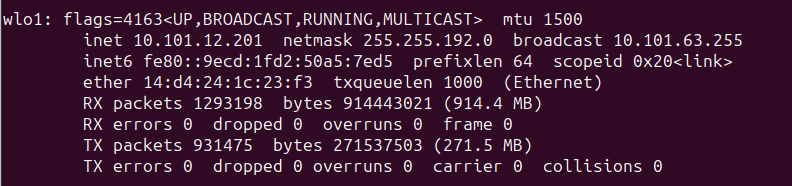 wlo1: flags=4163<UP,BROADCAST,RUNNING,MULTICAST>  mtu 1500
        inet 10.101.12.201  netmask 255.255.192.0  broadcast 10.101.63.255
        inet6 fe80::9ecd:1fd2:50a5:7ed5  prefixlen 64  scopeid 0x20<link>
        ether 14:d4:24:1c:23:f3  txqueuelen 1000  (Ethernet)
        RX packets 1293198  bytes 914443021 (914.4 MB)
        RX errors 0  dropped 0  overruns 0  frame 0
        TX packets 931475  bytes 271537503 (271.5 MB)
        TX errors 0  dropped 0 overruns 0  carrier 0  collisions 0